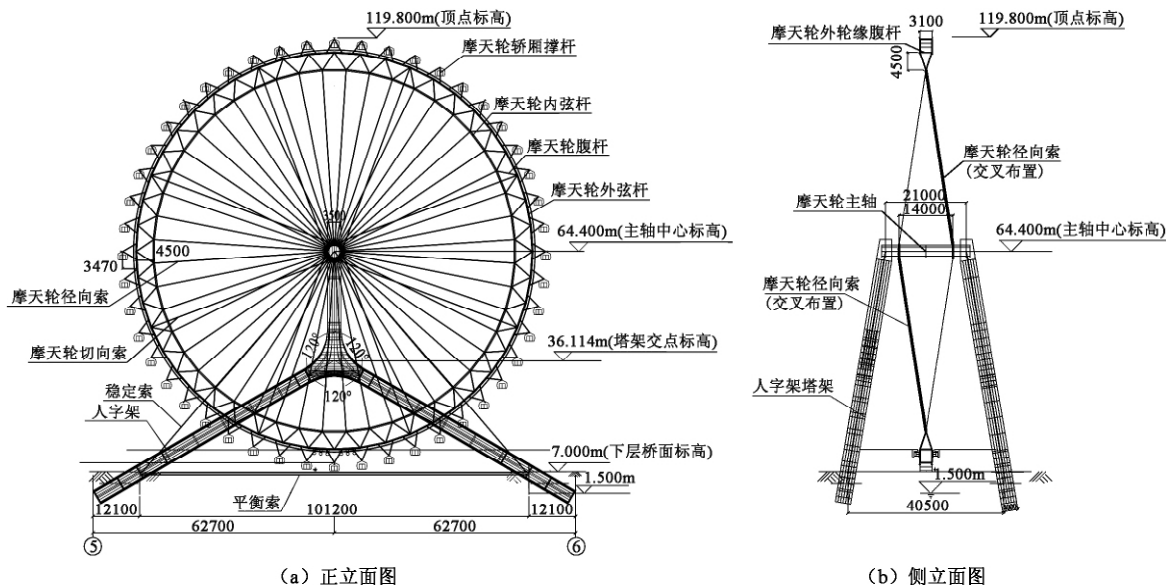 119.800m(顶点标高)
摩天轮轿厢撑杆
摩天轮内弦杆
摩天轮腹杆
摩天轮外弦杆
3500
64.400m(主轴中心标高)
4500
3470
摩天轮径向索
摩天轮切向索
36.114m(塔架交点标高)
120°
120°
120°
稳定索
人字架
7.000m(下层桥面标高)
1.500m
平衡索
12100
101200
12100
62700
62700
⑤
⑥
(a) 正立面图
3100
119.800m(顶点标高)
摩天轮外轮缘腹杆
4500
摩天轮径向索
(交叉布置)
21000
14000
摩天轮主轴
64.400m(主轴中心标高)
摩天轮径向索
(交叉布置)
人字架塔架
1.500m
40500
(b) 侧立面图